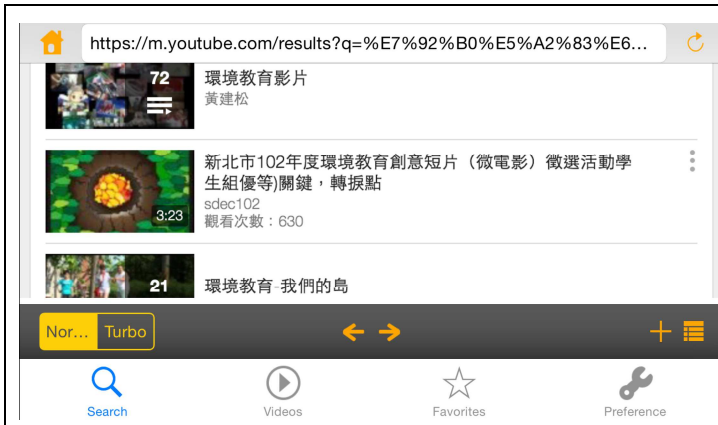 https://m.youtube.com/results?q=%E7%92%B0%E5%A2%83%E6...
72
環境教育影片
黃建松
新北市102年度環境教育創意短片（微電影）徵選活動學
生組優等)關鍵，轉捩點
3:23
sdec102
觀看次數：630
21
環境教育-我們的島
Nor... Turbo
Search Videos Favorites Preference